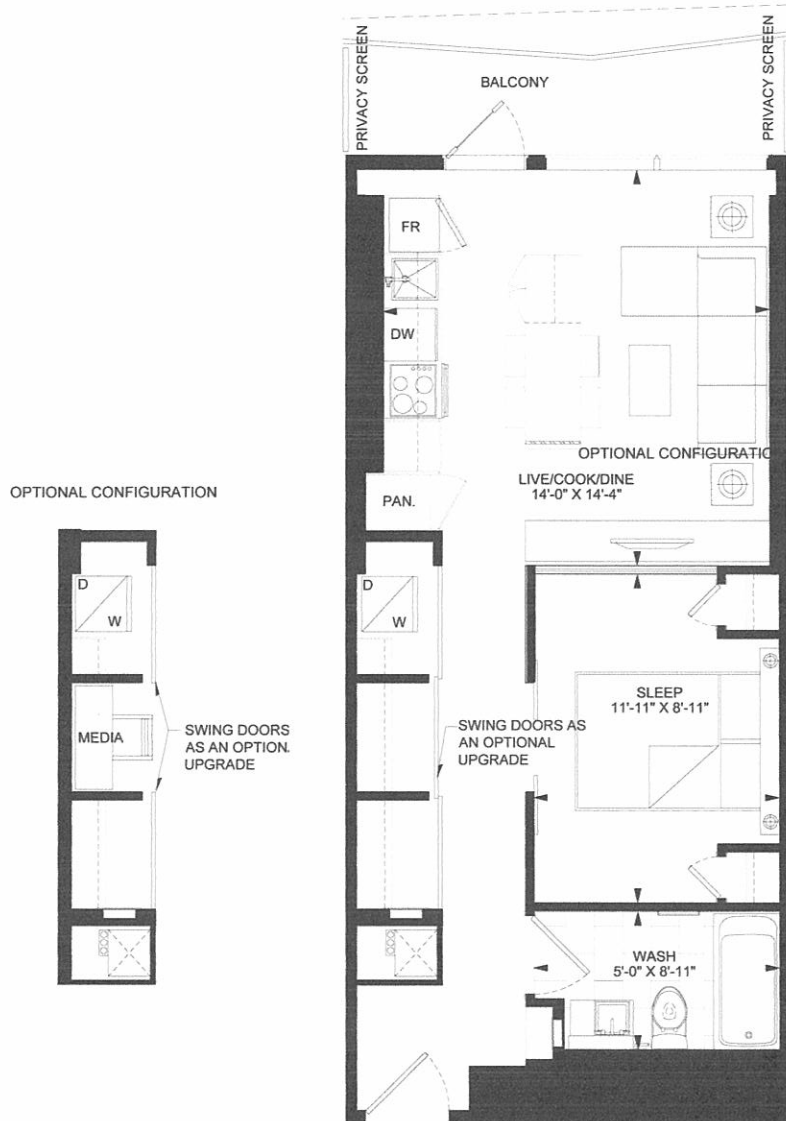 PRIVACY SCREEN
BALCONY
PRIVACY SCREEN
FR
DW
OPTIONAL CONFIGURATIO
LIVE/COOK/DINE
14'-0" X 14'-4"
PAN.
OPTIONAL CONFIGURATION
D
W
MEDIA
SWING DOORS
AS AN OPTION.
UPGRADE
D
W
SWING DOORS AS
AN OPTIONAL
UPGRADE
SLEEP
11'-11" X 8'-11"
WASH
5'-0" X 8'-11"